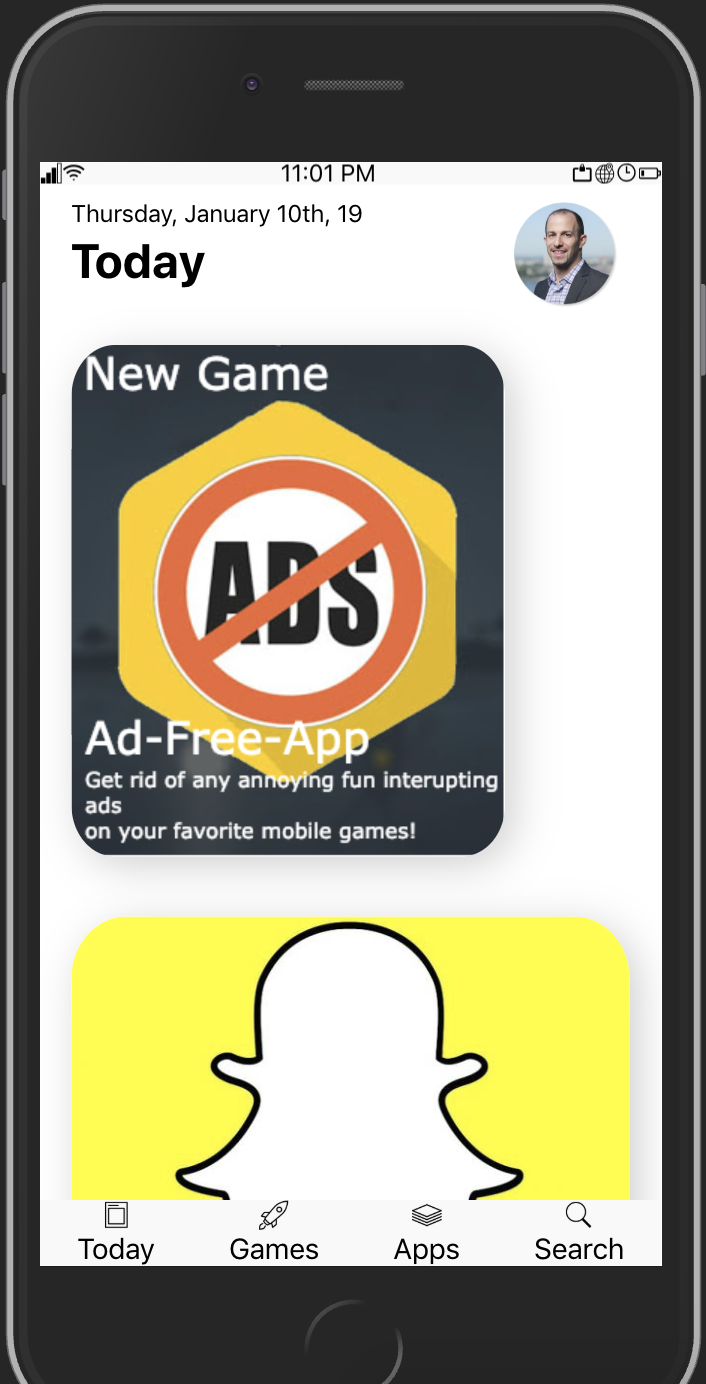 11:01 PM
Thursday, January 10th, 19
Today
New Game
ADS
Ad-Free-App
Get rid of any annoying fun interupting
ads
on your favorite mobile games!
Today
Games
Apps
Search